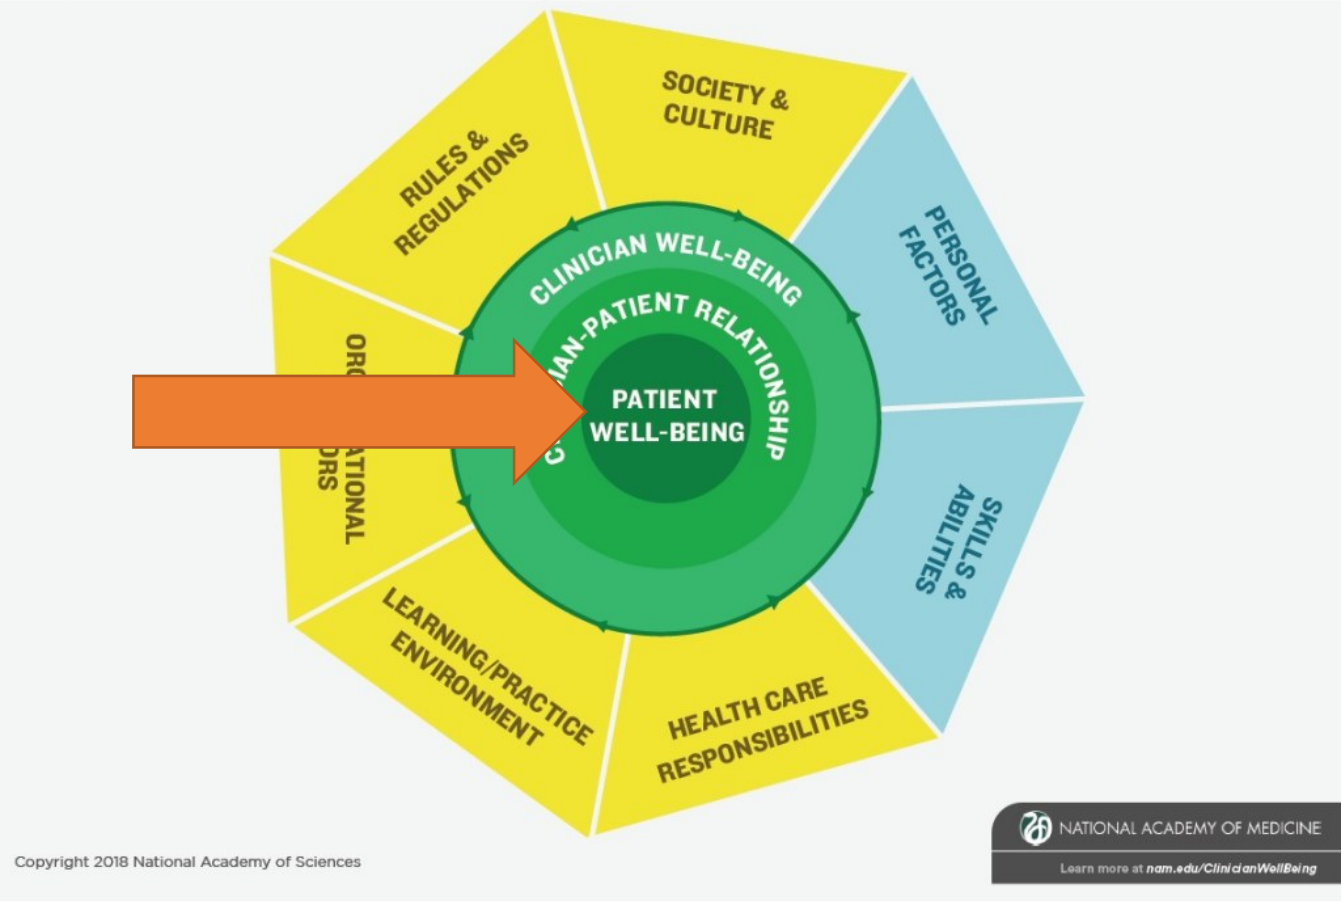 SOCIETY &
CULTURE
RULES &
REGULATIONS
PERSONAL
FACTORS
CLINICIAN WELL-BEING
PATIENT RELATIONSHIP
PATIENT
WELL-BEING
SKILLS &
ABILITIES
LEARNING/PRACTICE
ENVIRONMENT
HEALTH CARE
RESPONSIBILITIES
NATIONAL ACADEMY OF MEDICINE
Learn more at nam.edu/ClinicianWellBeing
Copyright 2018 National Academy of Sciences